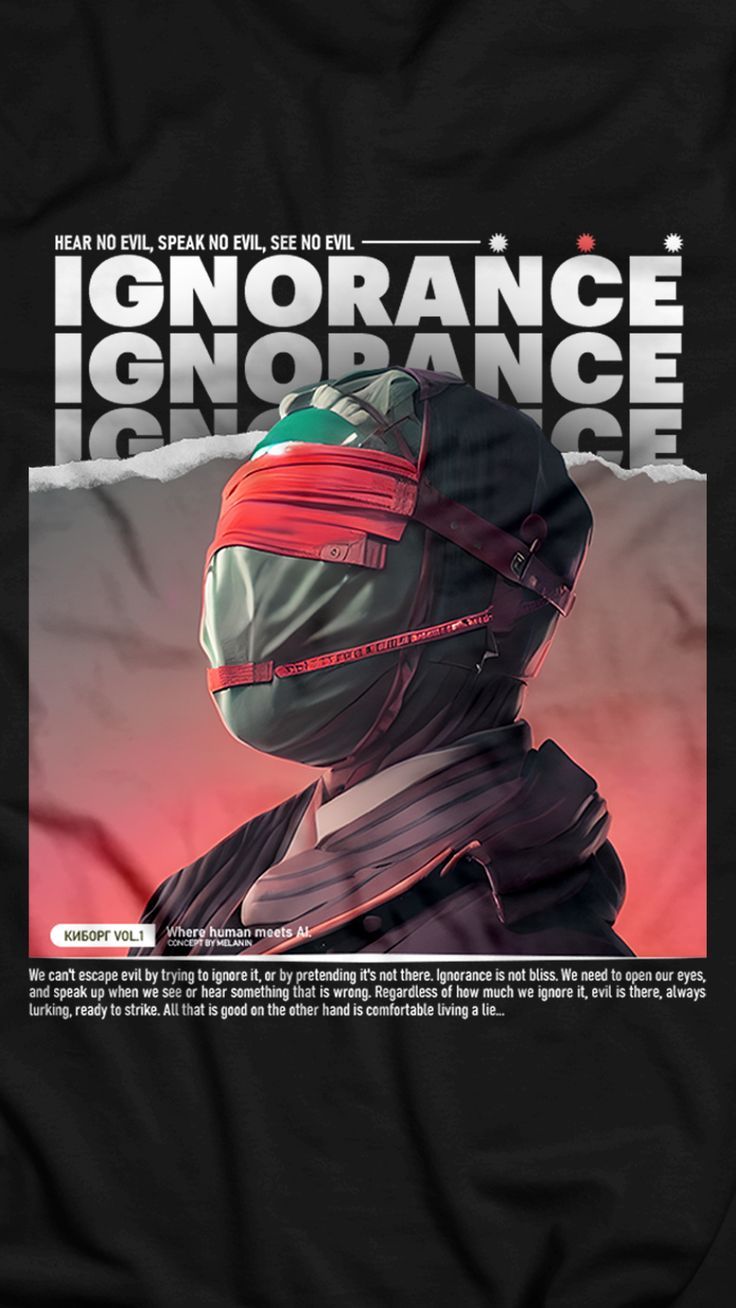 HEAR NO EVIL, SPEAK NO EVIL, SEE NO EVIL
IGNORANCE
IGNORANCE
IGNORANCE
КИБОРГ VOL.1
Where human meets AI.
CONCEPT BY MELANIN
We can't escape evil by trying to ignore it, or by pretending it's not there. Ignorance is not bliss. We need to open our eyes,
and speak up when we see or hear something that is wrong. Regardless of how much we ignore it, evil is there, always
lurking, ready to strike. All that is good on the other hand is comfortable living a lie...